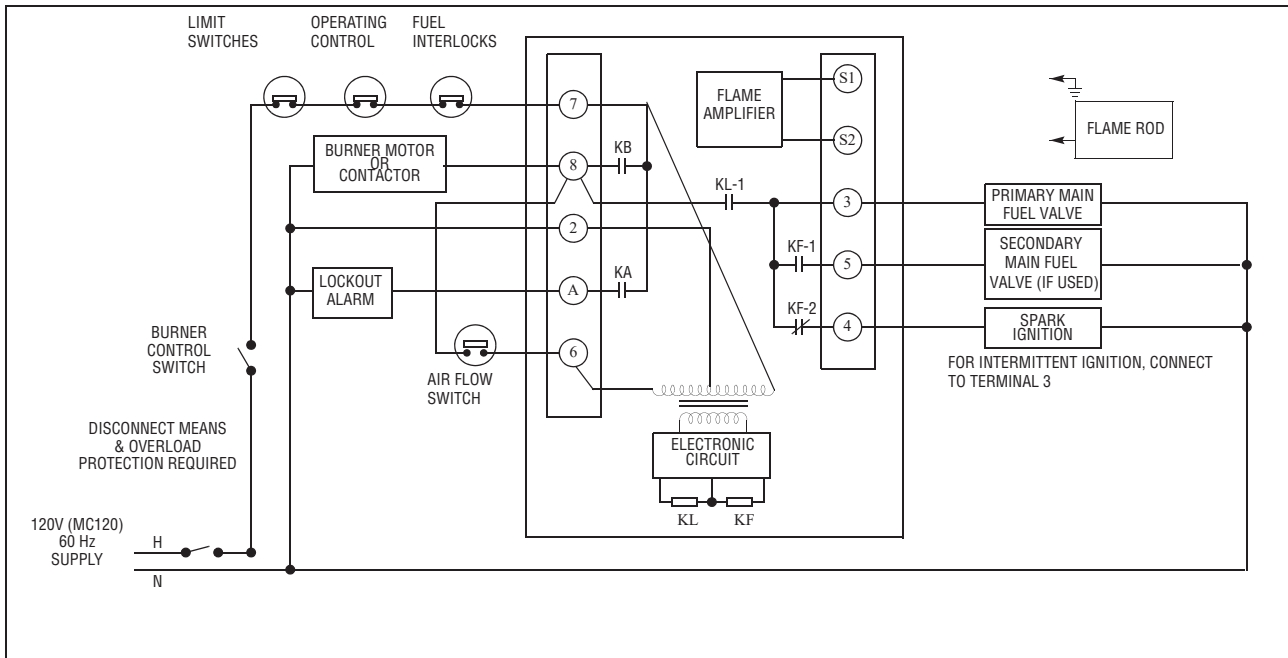 LIMIT
SWITCHES
OPERATING
CONTROL
FUEL
INTERLOCKS
7
BURNER MOTOR
OR
CONTACTOR
8
KB
2
LOCKOUT
ALARM
A
KA
6
AIR FLOW
SWITCH
BURNER
CONTROL
SWITCH
DISCONNECT MEANS
& OVERLOAD
PROTECTION REQUIRED
120V (MC120)
60 Hz
SUPPLY
H
N
FLAME
AMPLIFIER
S1
S2
KL-1
3
KF-1
5
KF-2
4
ELECTRONIC
CIRCUIT
KL
KF
FLAME ROD
PRIMARY MAIN
FUEL VALVE
SECONDARY
MAIN FUEL
VALVE (IF USED)
SPARK
IGNITION
FOR INTERMITTENT IGNITION, CONNECT
TO TERMINAL 3